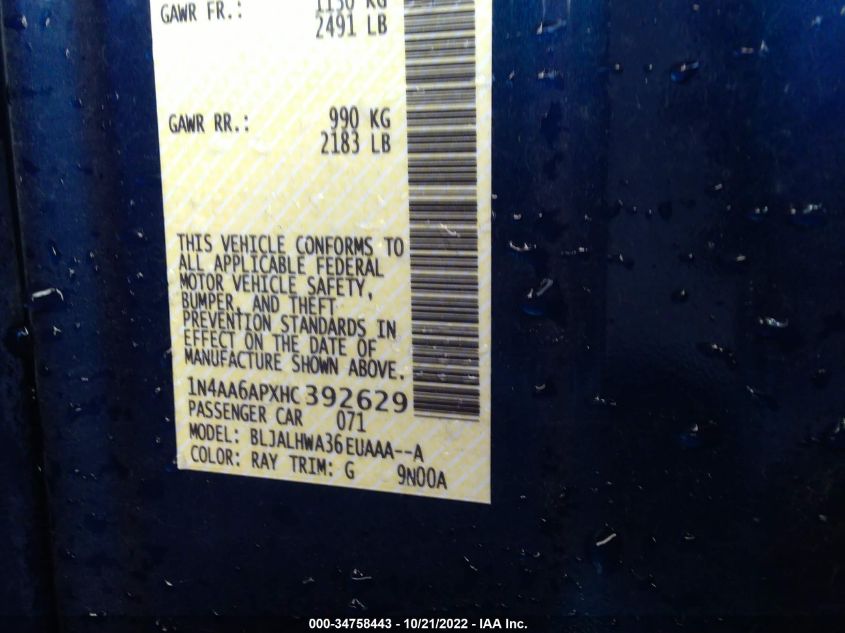 GAWR FR.: 1130 KG
2491 LB
GAWR RR.: 990 KG
2183 LB
THIS VEHICLE CONFORMS TO
ALL APPLICABLE FEDERAL
MOTOR VEHICLE SAFETY,
BUMPER, AND THEFT
PREVENTION STANDARDS IN
EFFECT ON THE DATE OF
MANUFACTURE SHOWN ABOVE.
1N4AA6APXHC392629
PASSENGER CAR 071
MODEL: BLJALHWA36EUAAA--A
COLOR: RAY TRIM: G 9N00A
000-34758443 - 10/21/2022 - IAA Inc.